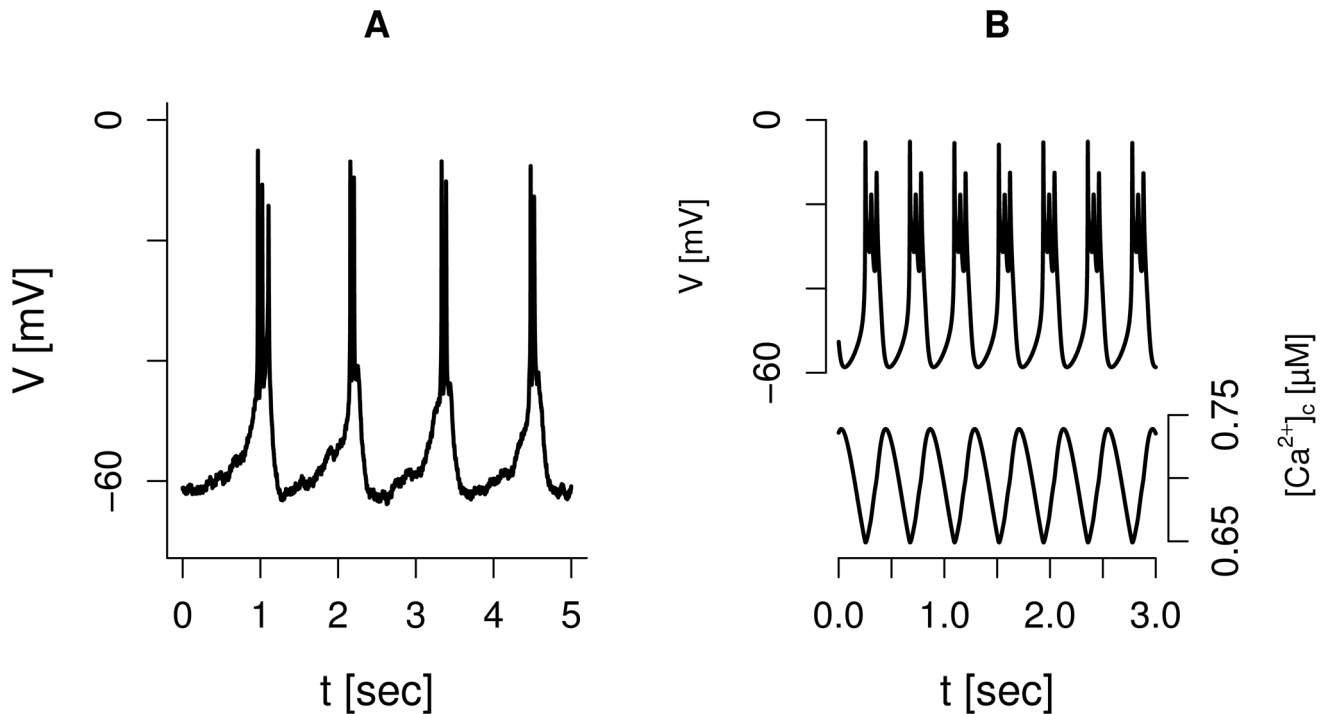 A
V [mV]
0
−60
0 1 2 3 4 5
t [sec]
B
V [mV]
0
−60
[Ca²⁺]c [µM]
0.75
0.65
0.0 1.0 2.0 3.0
t [sec]